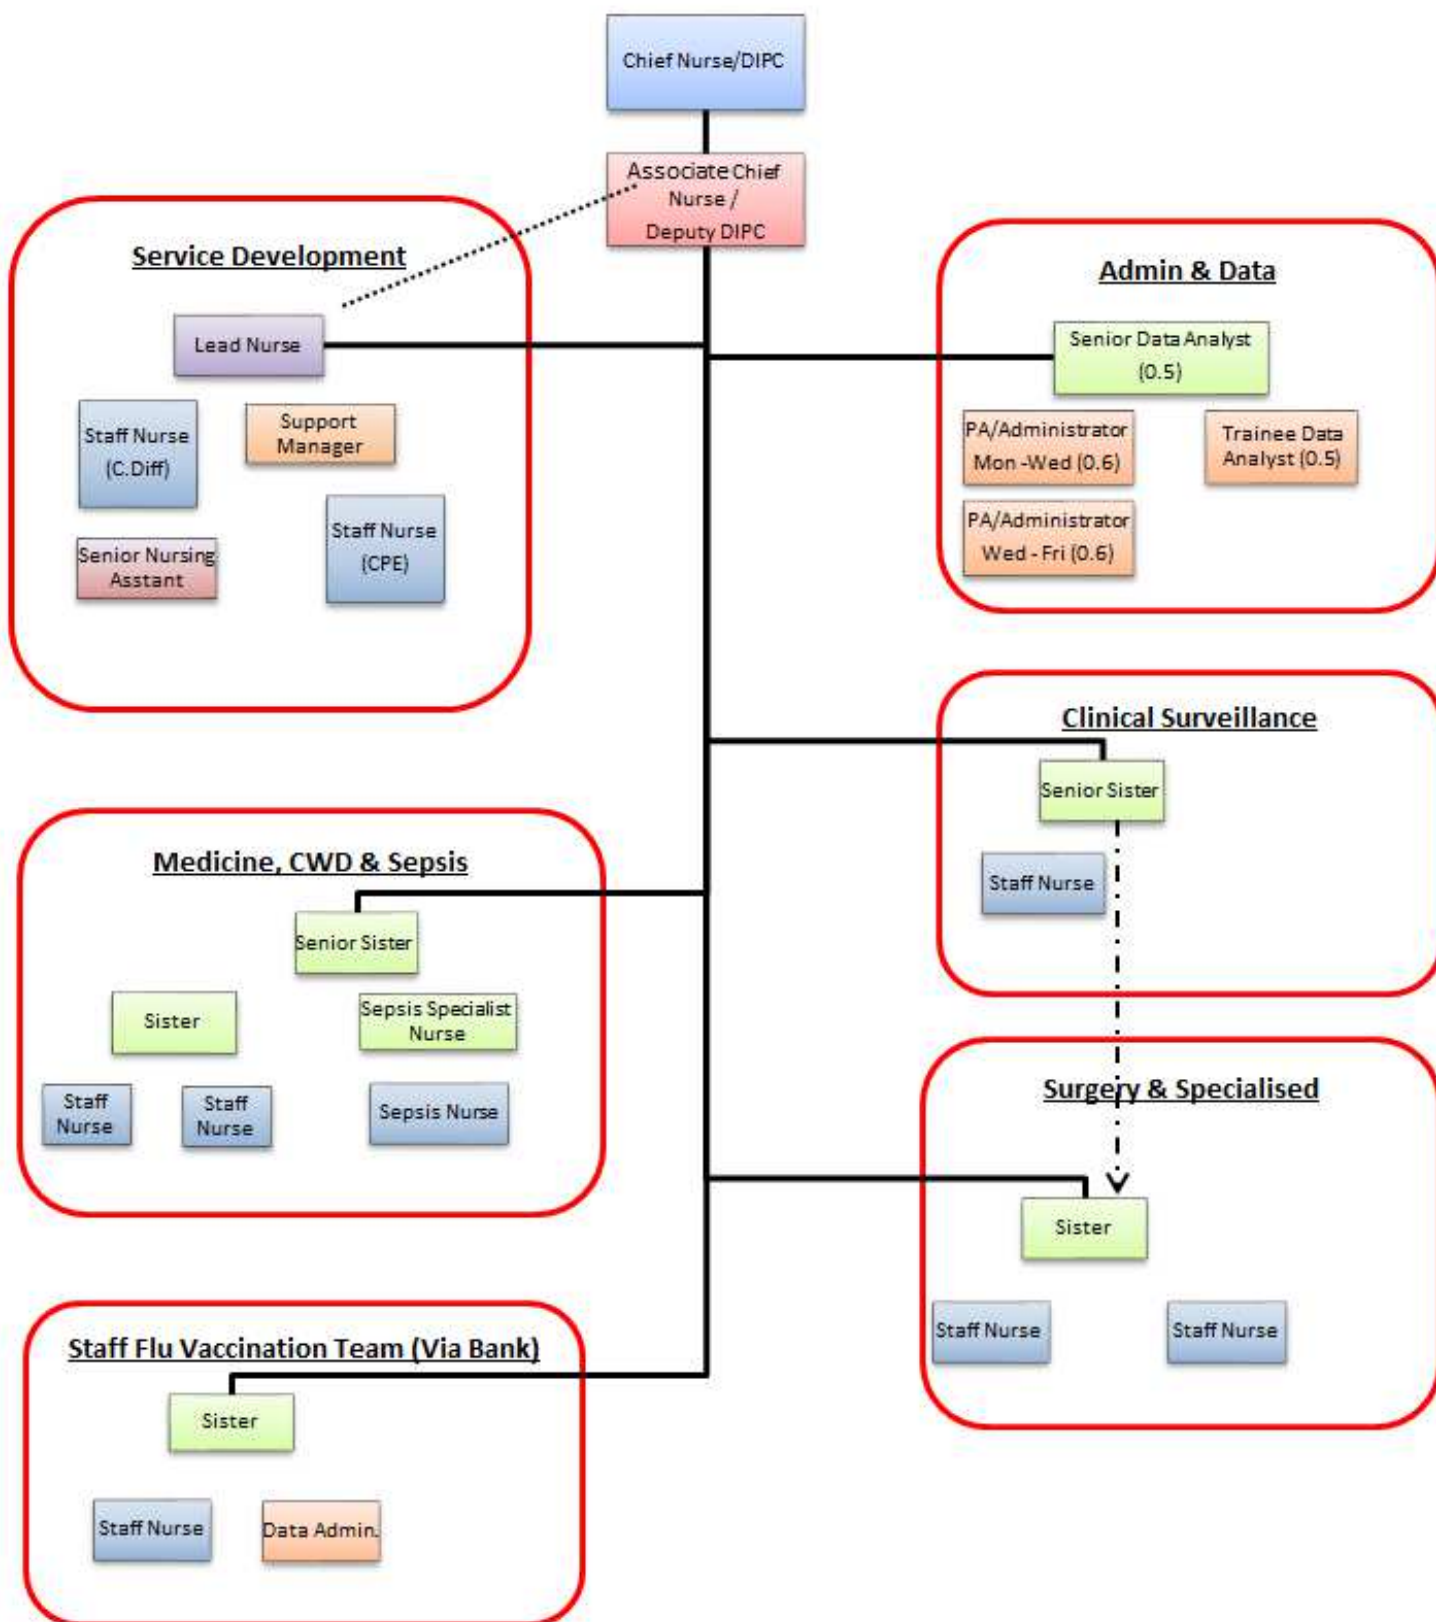 Chief Nurse/DIPC
Associate Chief
Nurse /
Deputy DIPC
Service Development
Lead Nurse
Staff Nurse
(C.Diff)
Support
Manager
Senior Nursing
Asstant
Staff Nurse
(CPE)
Admin & Data
Senior Data Analyst
(0.5)
PA/Administrator
Mon -Wed (0.6)
Trainee Data
Analyst (0.5)
PA/Administrator
Wed - Fri (0.6)
Clinical Surveillance
Senior Sister
Staff Nurse
Medicine, CWD & Sepsis
Senior Sister
Sister
Sepsis Specialist
Nurse
Staff
Nurse
Staff
Nurse
Sepsis Nurse
Surgery & Specialised
Sister
Staff Nurse
Staff Nurse
Staff Flu Vaccination Team (Via Bank)
Sister
Staff Nurse
Data Admin.